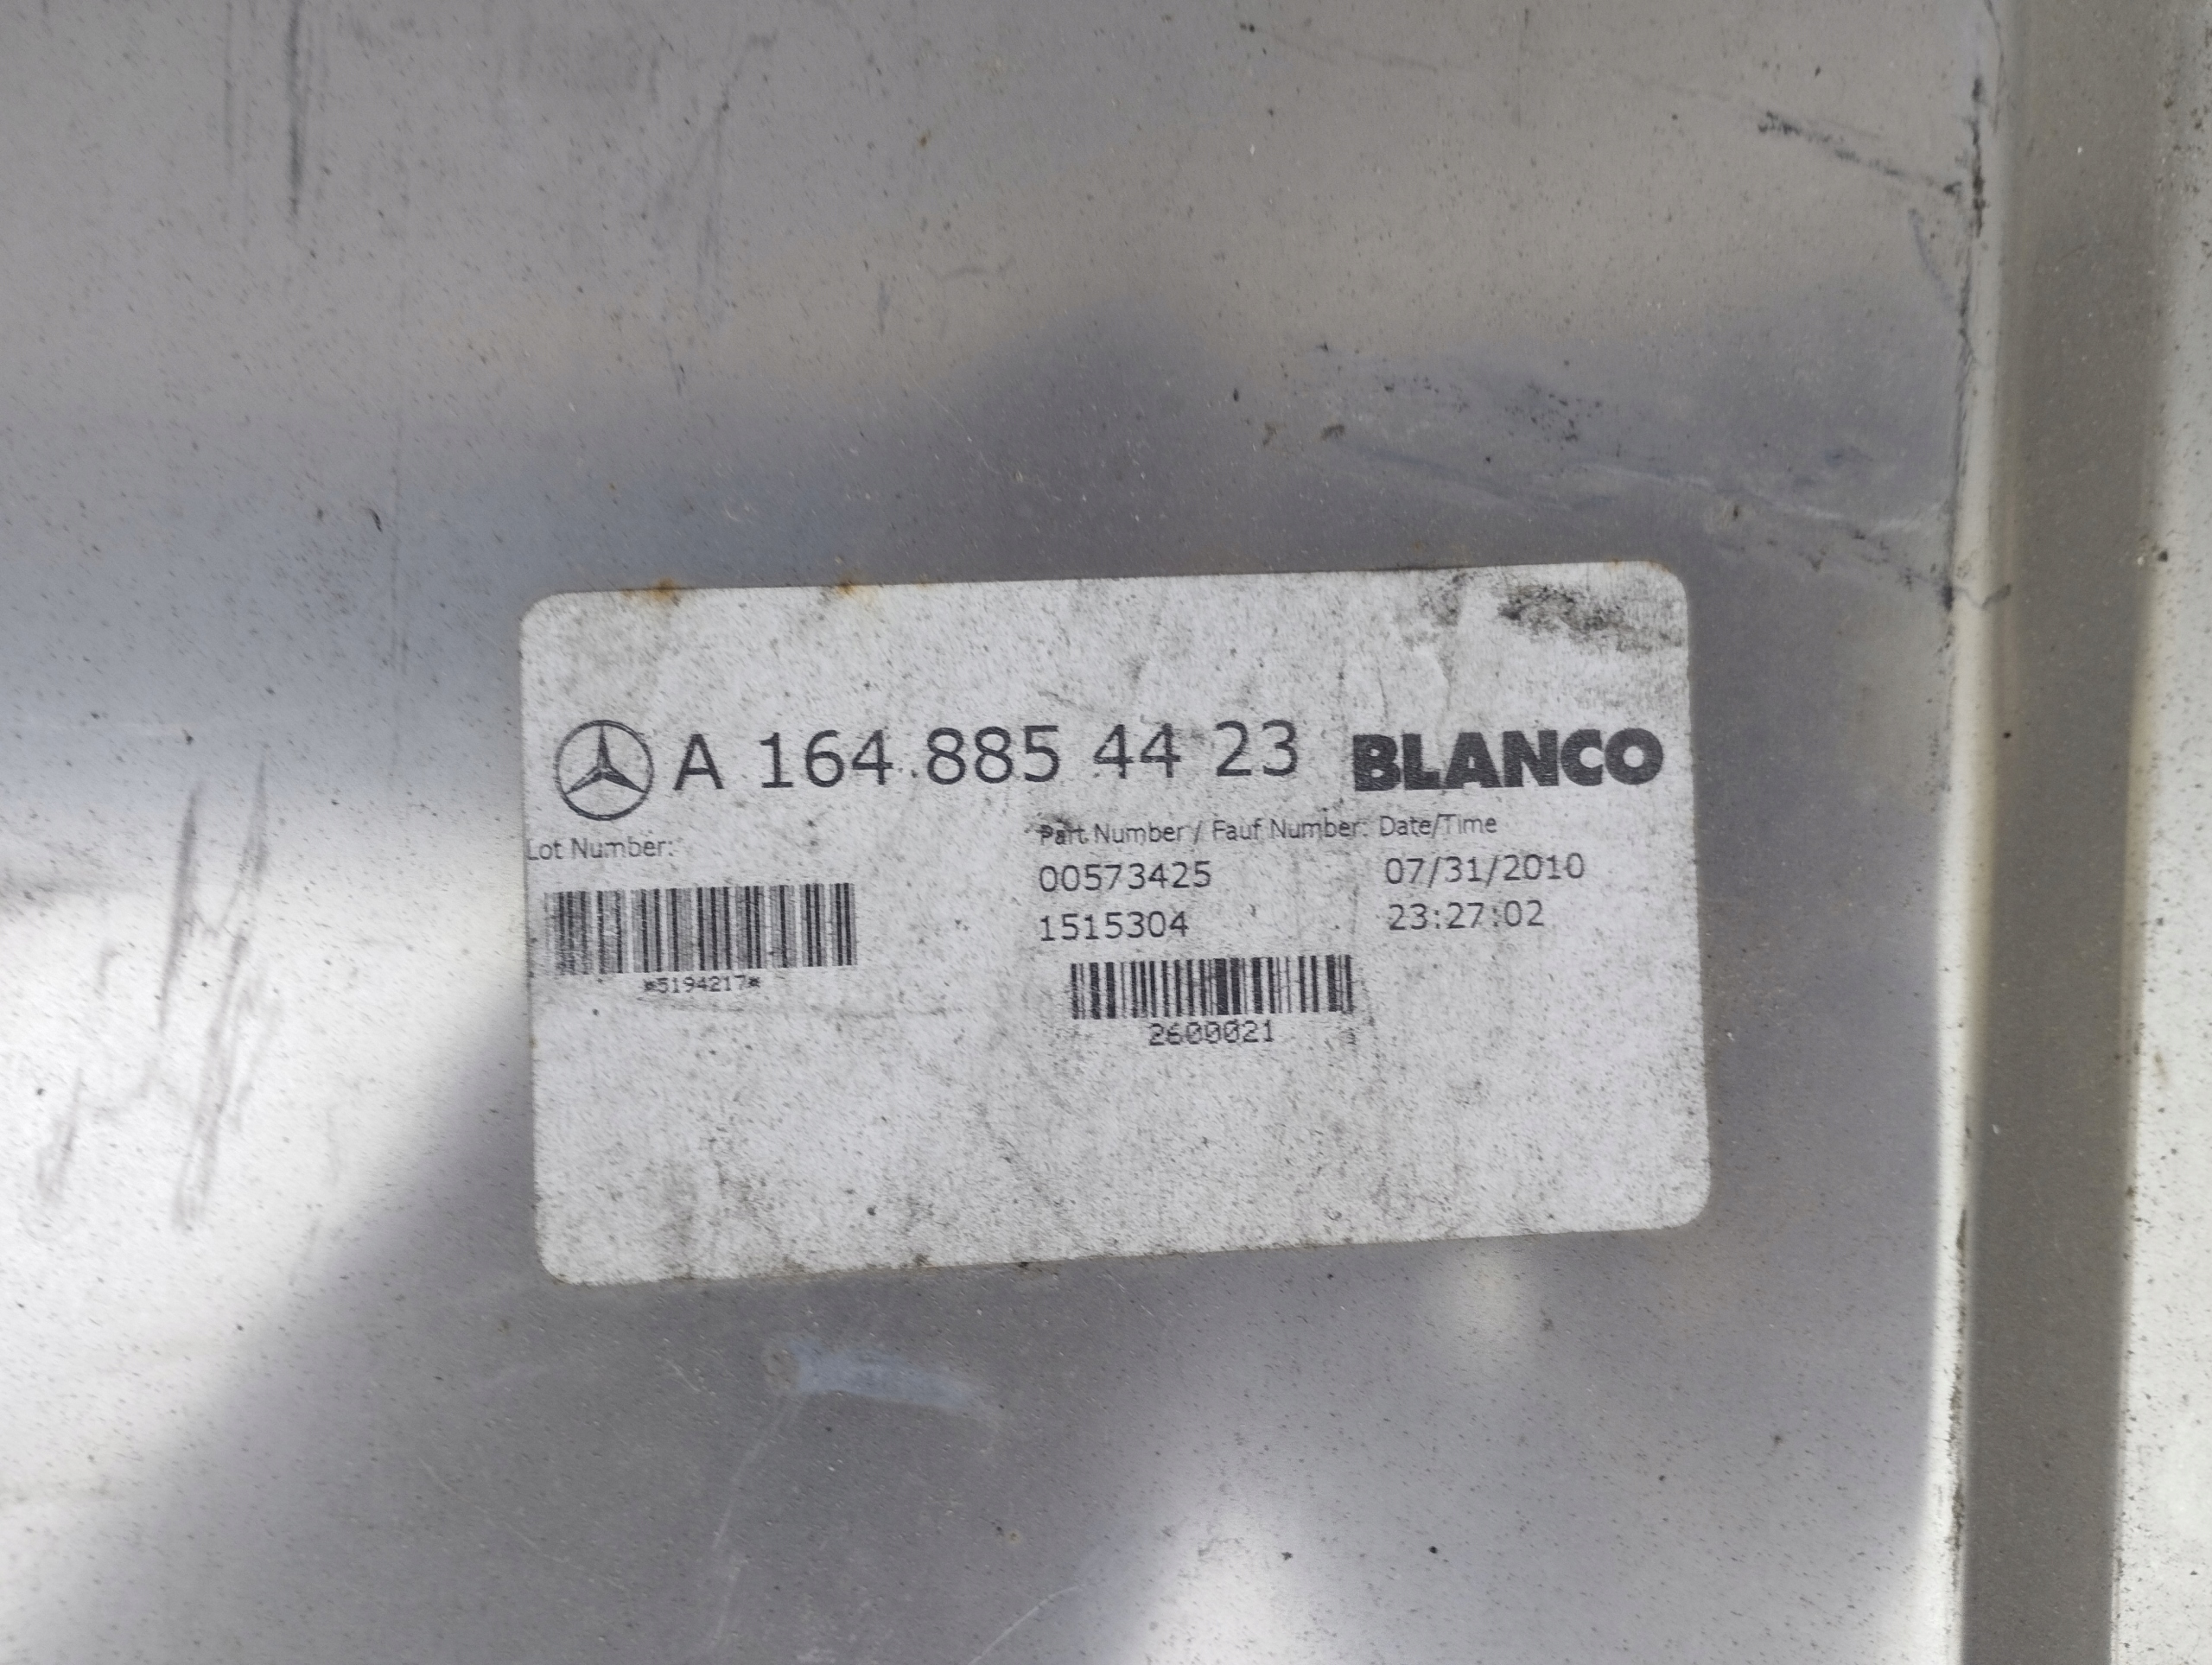 A 164 885 44 23 BLANCO
Lot Number:
*5194217*
Part Number / Fauf Number: Date/Time
00573425 07/31/2010
1515304 23:27:02
2600021